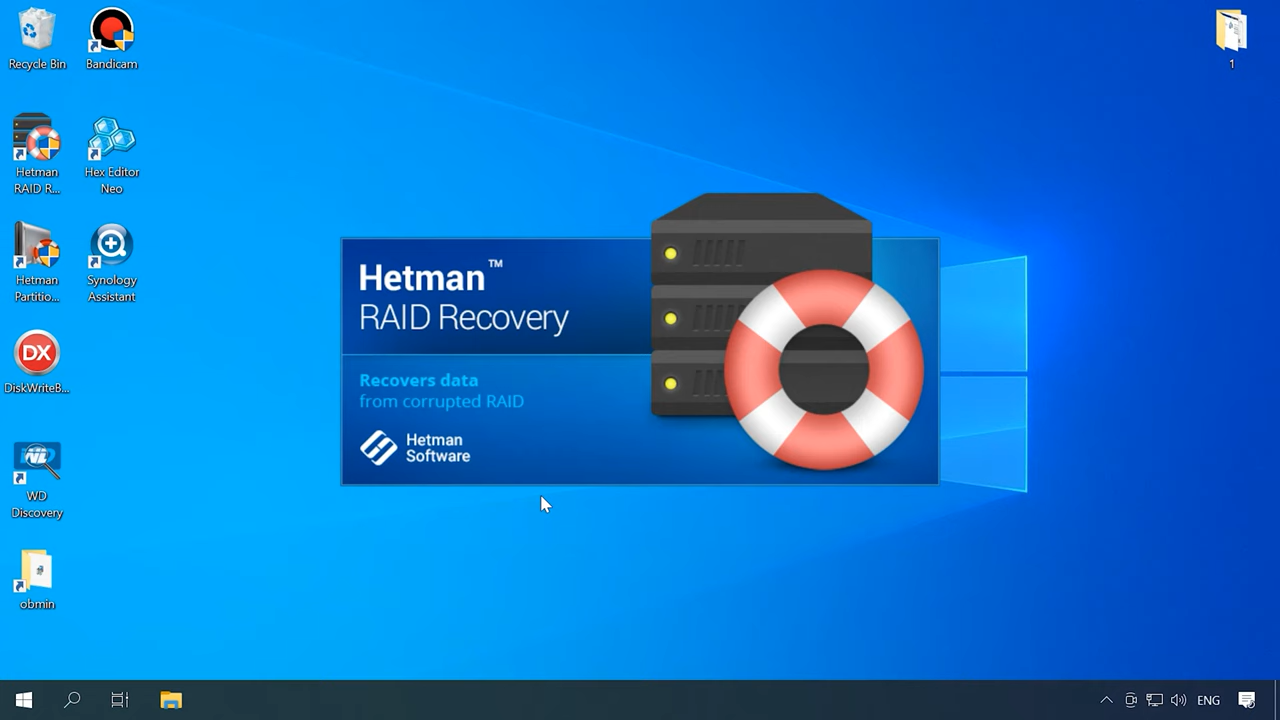 Recycle Bin
Bandicam
1
Hetman
RAID R...
Hex Editor
Neo
Hetman
Partitio...
Synology
Assistant
DX
DiskWriteB...
WD
Discovery
obmin
Hetman™
RAID Recovery
Recovers data
from corrupted RAID
Hetman
Software
ENG